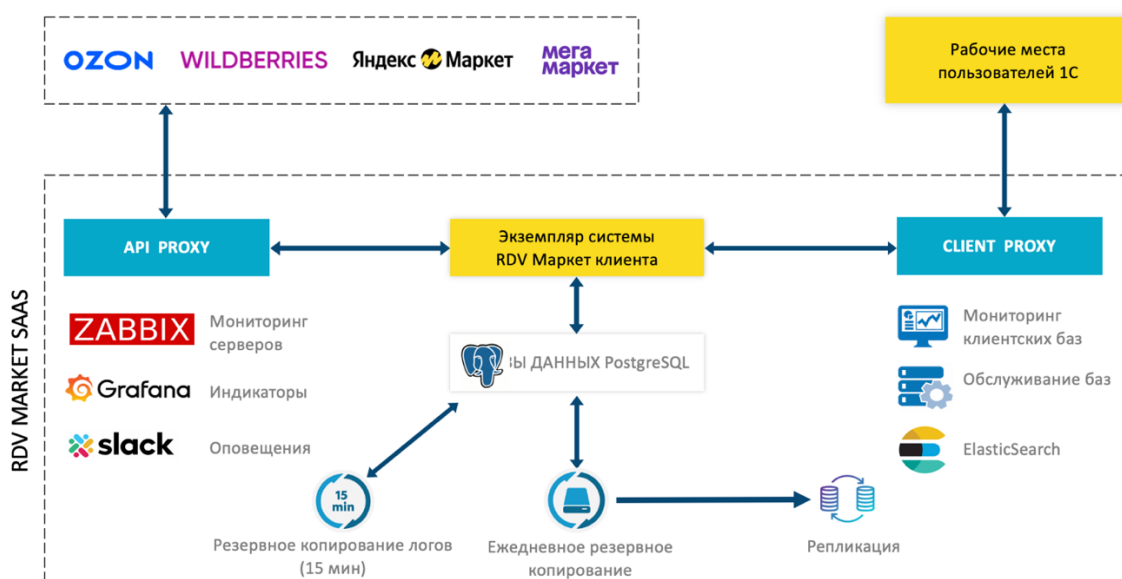 OZON
WILDBERRIES
Яндекс Маркет
мега
маркет
Рабочие места
пользователей 1С
RDV MARKET SAAS
API PROXY
Экземпляр системы
RDV Маркет клиента
CLIENT PROXY
ZABBIX
Мониторинг
серверов
Grafana
Индикаторы
slack
Оповещения
ЗЫ ДАННЫХ PostgreSQL
Мониторинг
клиентских баз
Обслуживание баз
ElasticSearch
15
min
Резервное копирование логов
(15 мин)
Ежедневное резервное
копирование
Репликация